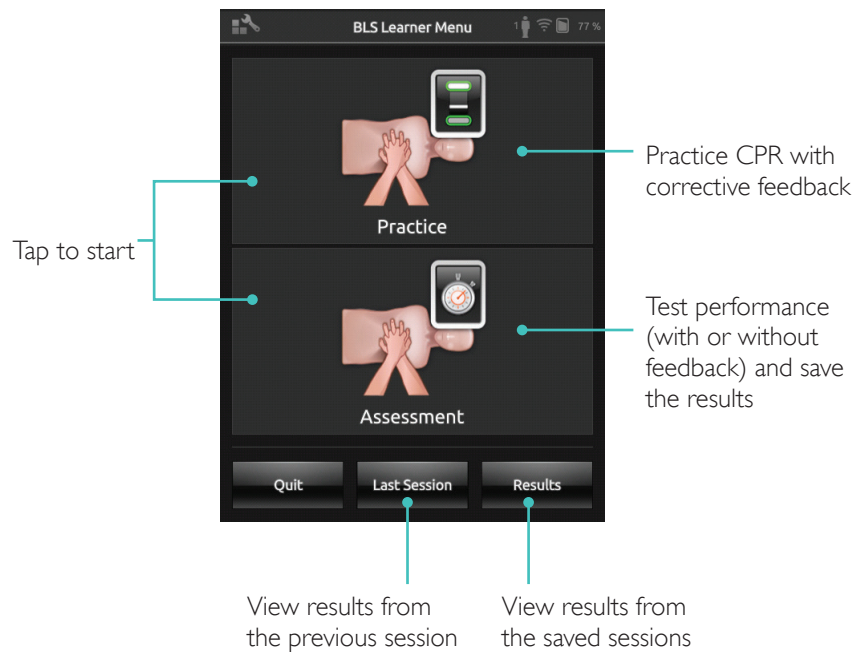 BLS Learner Menu
1
77 %
Practice CPR with
corrective feedback
Practice
Tap to start
Test performance
(with or without
feedback) and save
the results
Assessment
Quit
Last Session
Results
View results from
the previous session
View results from
the saved sessions